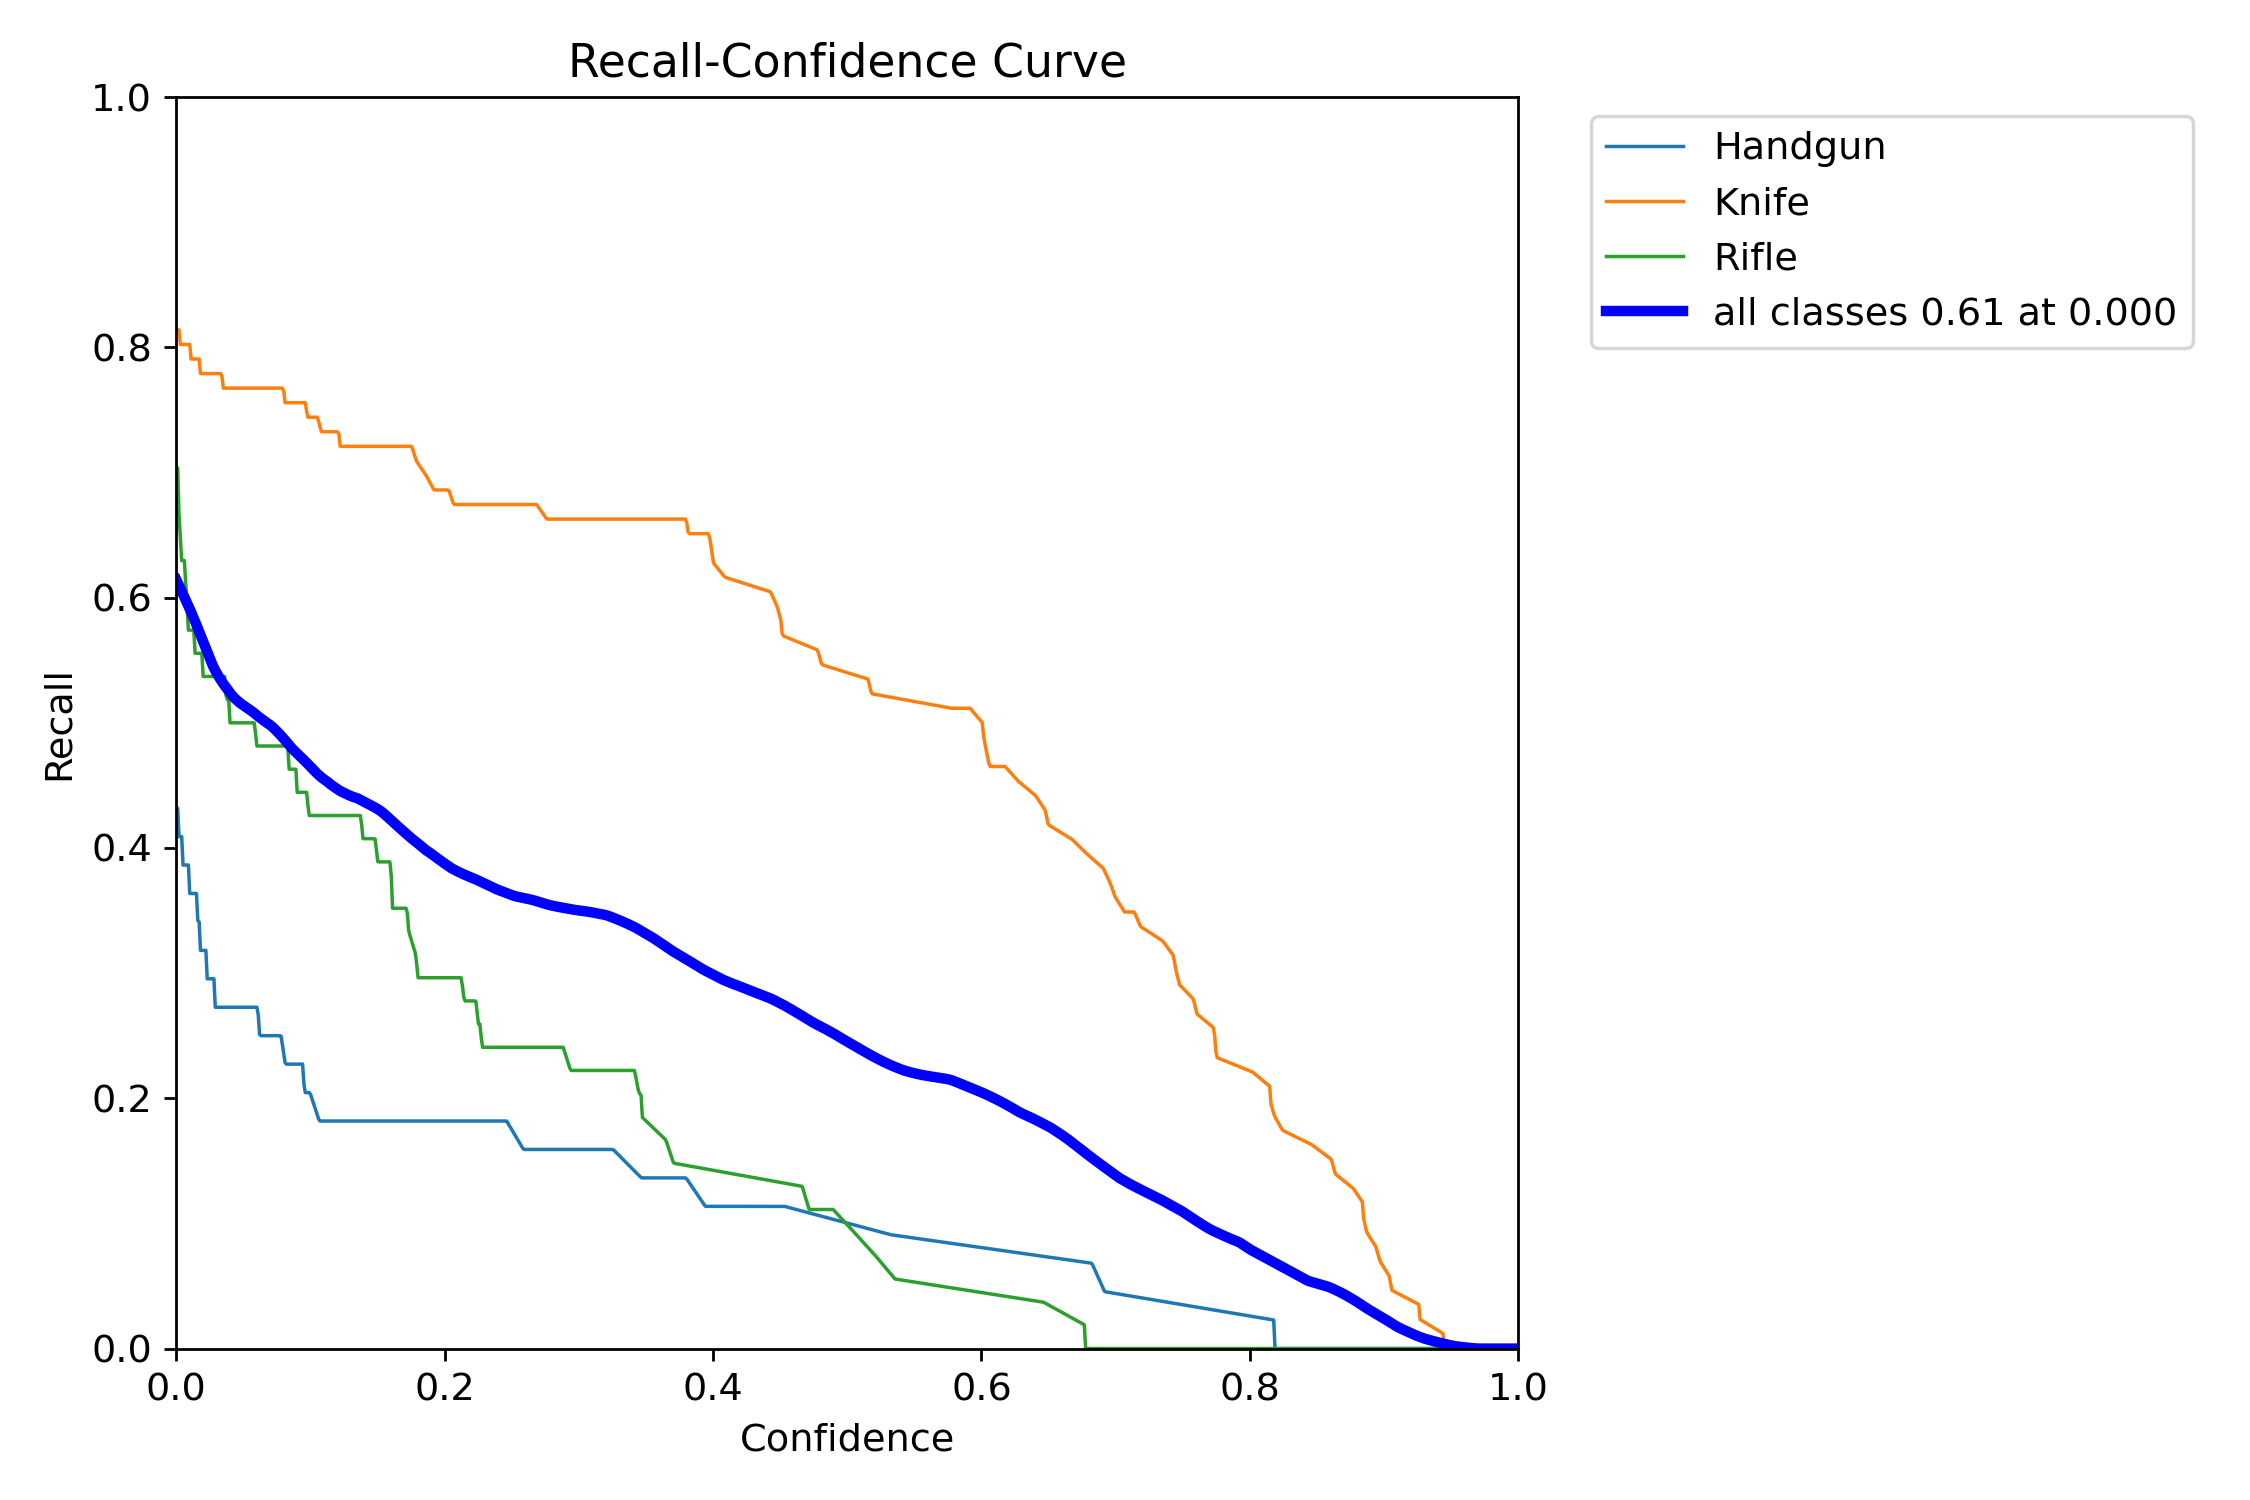 Recall-Confidence Curve
1.0
0.8
0.6
0.4
0.2
0.0
Recall
0.0 0.2 0.4 0.6 0.8 1.0
Confidence
Handgun
Knife
Rifle
all classes 0.61 at 0.000